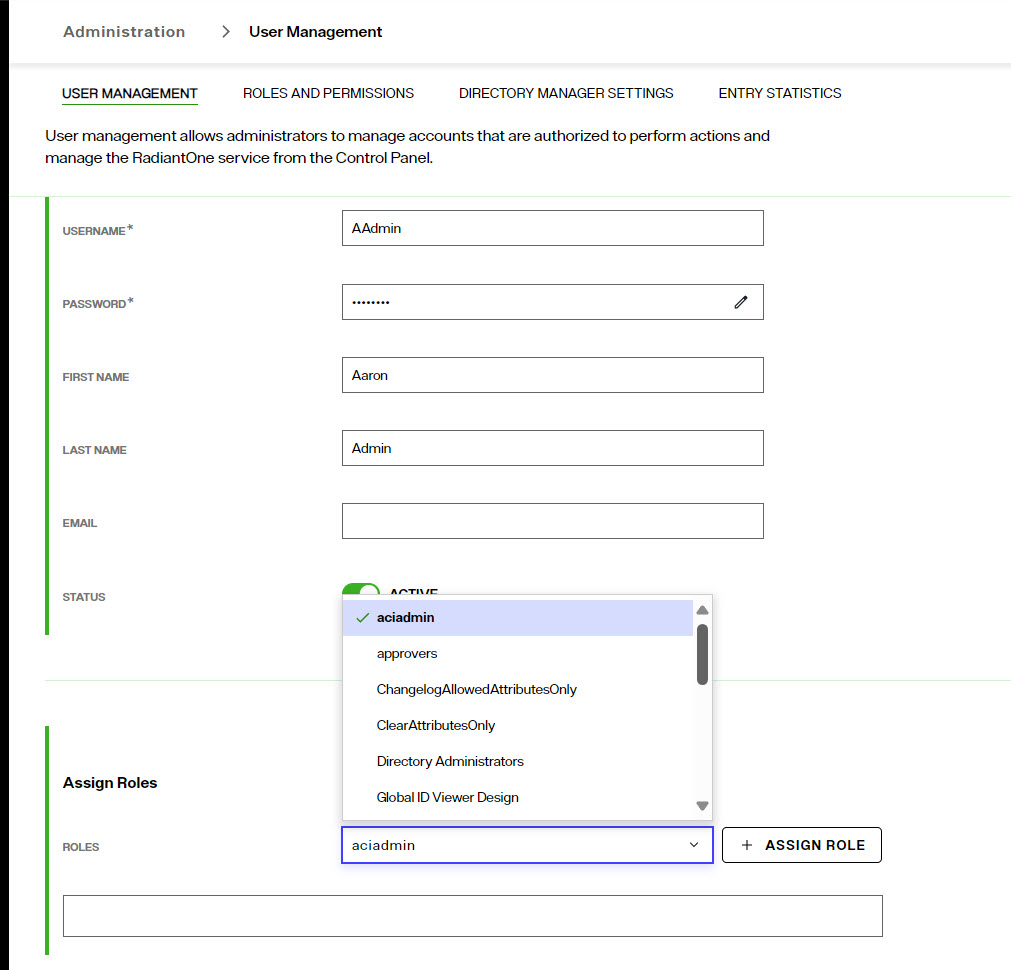 Administration > User Management
USER MANAGEMENT ROLES AND PERMISSIONS DIRECTORY MANAGER SETTINGS ENTRY STATISTICS
User management allows administrators to manage accounts that are authorized to perform actions and
manage the RadiantOne service from the Control Panel.
USERNAME* AAdmin
PASSWORD* ••••••••
FIRST NAME Aaron
LAST NAME Admin
EMAIL
STATUS ACTIVE
aciadmin
approvers
ChangelogAllowedAttributesOnly
ClearAttributesOnly
Directory Administrators
Global ID Viewer Design
Assign Roles
ROLES aciadmin + ASSIGN ROLE